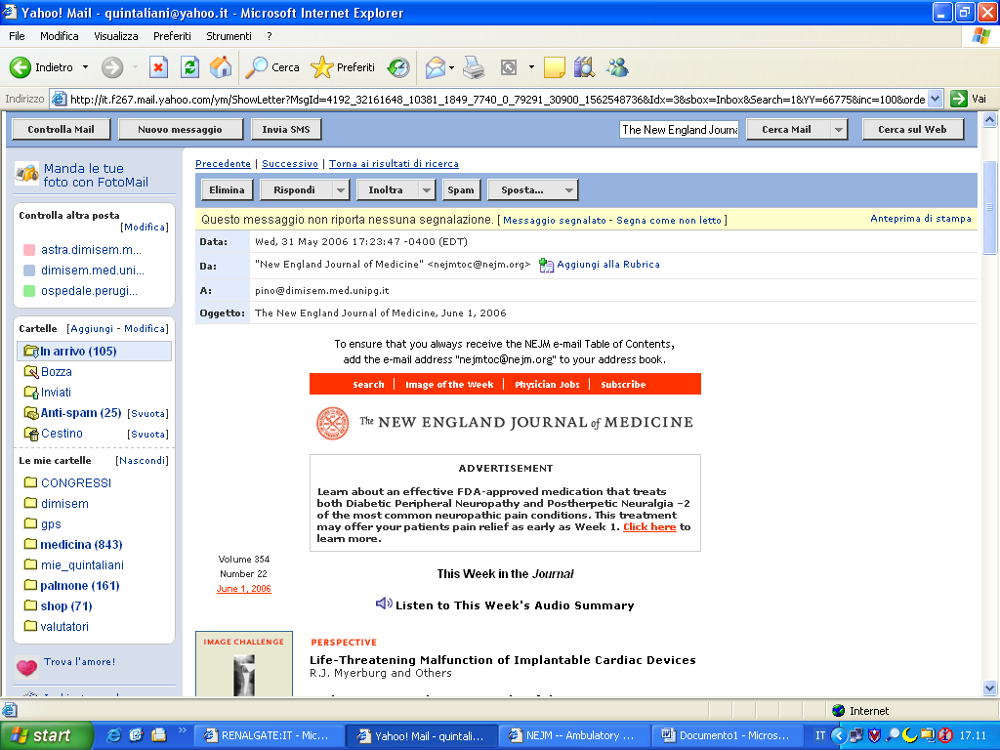 Yahoo! Mail - quintaliani@yahoo.it - Microsoft Internet Explorer
File Modifica Visualizza Preferiti Strumenti ?
Indietro Cerca Preferiti
Indirizzo http://it.f267.mail.yahoo.com/ym/ShowLetter?MsgId=4192_32161648_10381_1849_7740_0_79291_30900_1562548736&Idx=3&sbox=Inbox&Search=1&YY=66775&inc=100&orde Vai
Controlla Mail Nuovo messaggio Invia SMS The New England Journa Cerca Mail Cerca sul Web
Manda le tue
foto con FotoMail
Controlla altra posta
[Modifica]
astra.dimisem.m...
dimisem.med.uni...
ospedale.perugi...
Cartelle [Aggiungi - Modifica]
In arrivo (105)
Bozza
Inviati
Anti-spam (25) [Svuota]
Cestino [Svuota]
Le mie cartelle [Nascondi]
CONGRESSI
dimisem
gps
medicina (843)
mie_quintaliani
palmone (161)
shop (71)
valutatori
Trova l'amore!
Precedente | Successivo | Torna ai risultati di ricerca
Elimina Rispondi Inoltra Spam Sposta...
Questo messaggio non riporta nessuna segnalazione. [ Messaggio segnalato - Segna come non letto ] Anteprima di stampa
Data: Wed, 31 May 2006 17:23:47 -0400 (EDT)
Da: "New England Journal of Medicine" <nejmtoc@nejm.org> Aggiungi alla Rubrica
A: pino@dimisem.med.unipg.it
Oggetto: The New England Journal of Medicine, June 1, 2006
To ensure that you always receive the NEJM e-mail Table of Contents,
add the e-mail address "nejmtoc@nejm.org" to your address book.
Search | Image of the Week | Physician Jobs | Subscribe
The NEW ENGLAND JOURNAL of MEDICINE
ADVERTISEMENT
Learn about an effective FDA-approved medication that treats
both Diabetic Peripheral Neuropathy and Postherpetic Neuralgia -2
of the most common neuropathic pain conditions. This treatment
may offer your patients pain relief as early as Week 1. Click here to
learn more.
Volume 354
Number 22
June 1, 2006
This Week in the Journal
Listen to This Week's Audio Summary
IMAGE CHALLENGE
PERSPECTIVE
Life-Threatening Malfunction of Implantable Cardiac Devices
R.J. Myerburg and Others
Internet
start RENALGATE:IT - Mic... Yahoo! Mail - quintali... NEJM -- Ambulatory ... Documento1 - Micros... IT 17.11